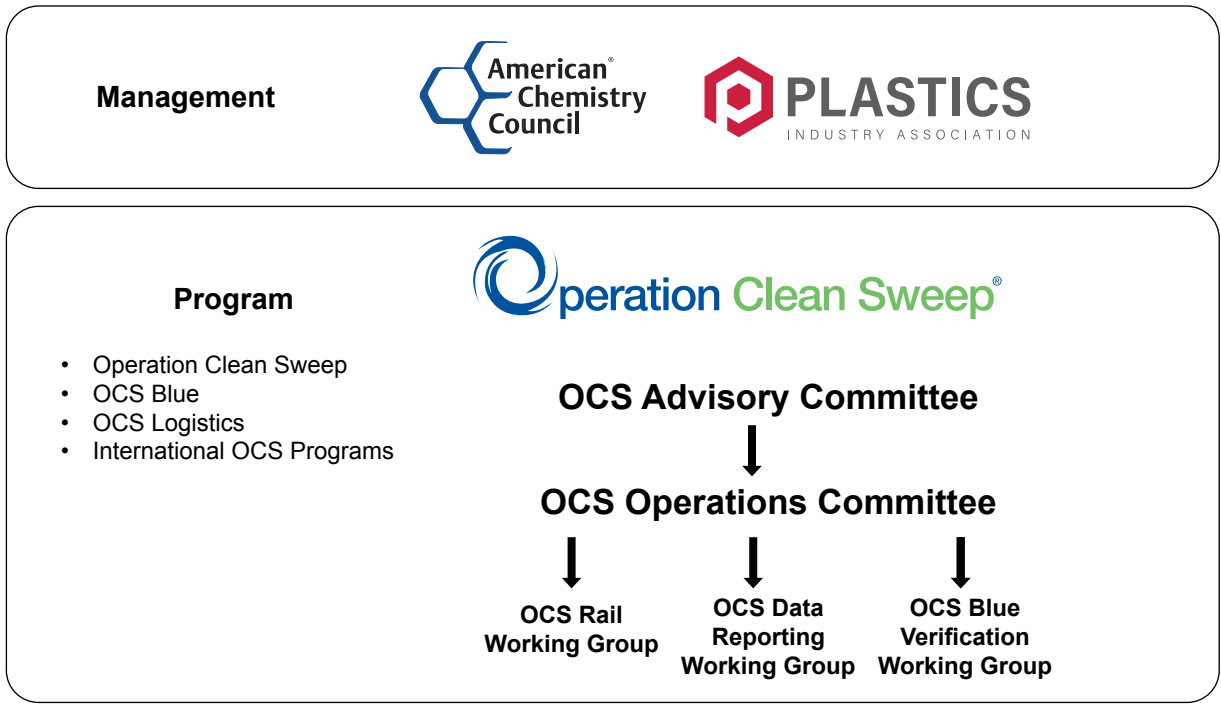 Management
American®
Chemistry
Council
PLASTICS
INDUSTRY ASSOCIATION
Program
• Operation Clean Sweep
• OCS Blue
• OCS Logistics
• International OCS Programs
Operation Clean Sweep®
OCS Advisory Committee
OCS Operations Committee
OCS Rail
Working Group
OCS Data
Reporting
Working Group
OCS Blue
Verification
Working Group